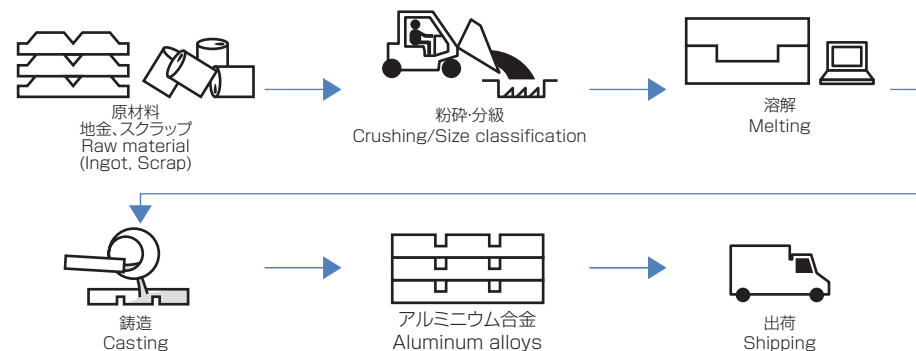 原材料
地金、スクラップ
Raw material
(Ingot, Scrap)
粉砕・分級
Crushing/Size classification
溶解
Melting
鋳造
Casting
アルミニウム合金
Aluminum alloys
出荷
Shipping